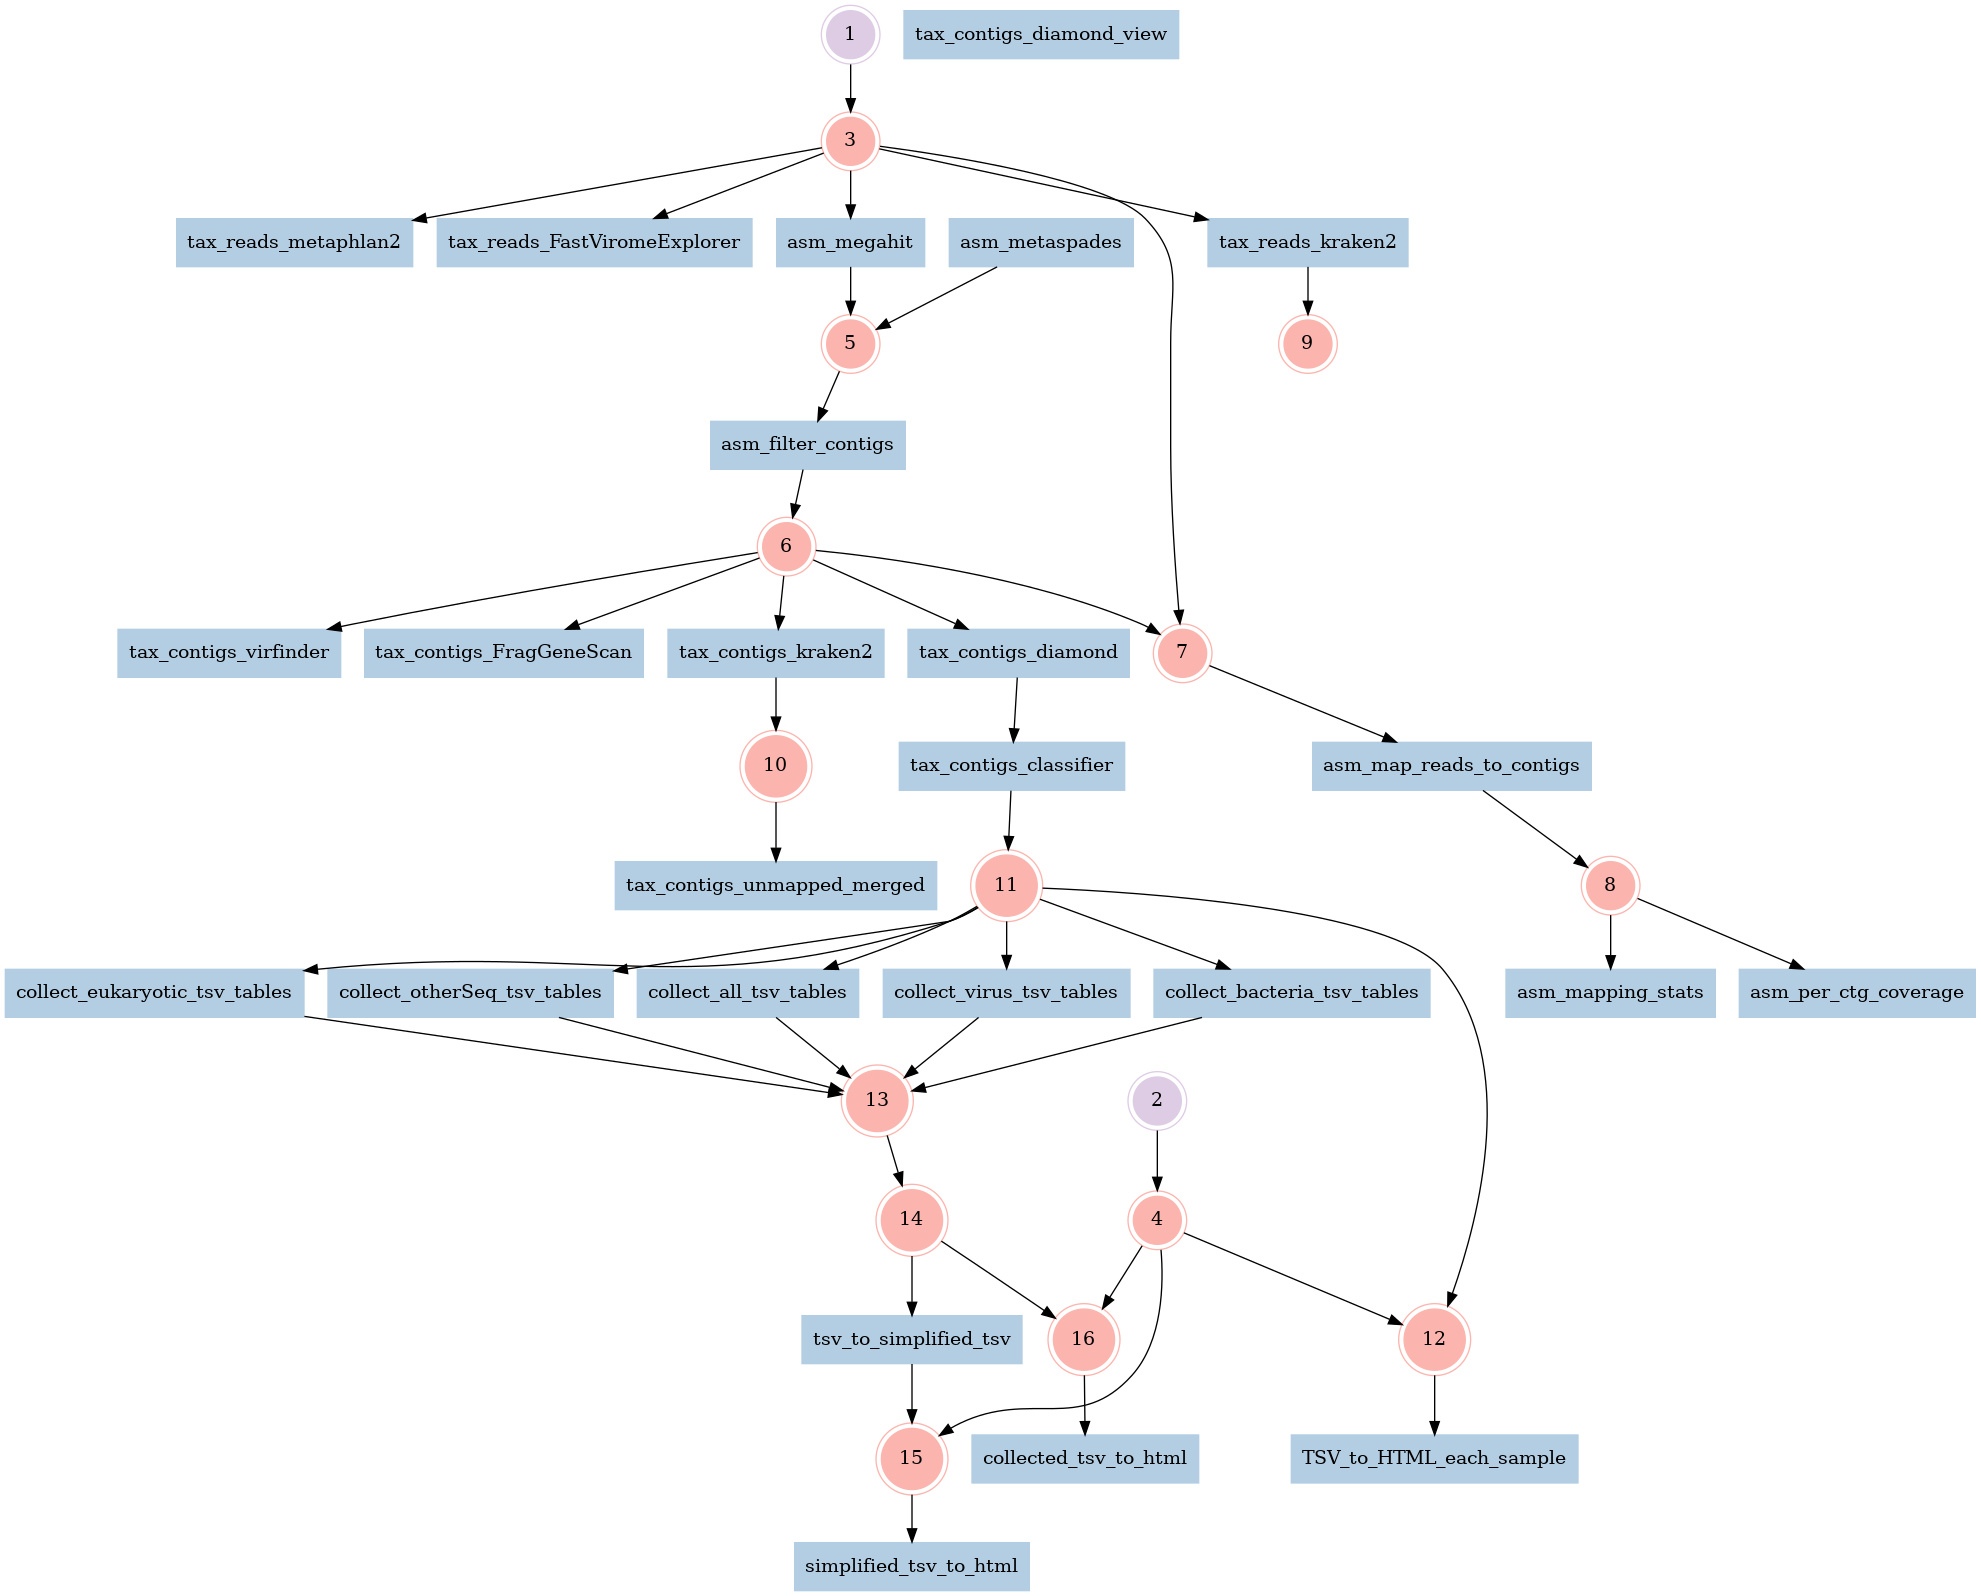 1
tax_contigs_diamond_view
3
tax_reads_metaphlan2
tax_reads_FastViromeExplorer
asm_megahit
asm_metaspades
tax_reads_kraken2
5
9
asm_filter_contigs
6
tax_contigs_virfinder
tax_contigs_FragGeneScan
tax_contigs_kraken2
tax_contigs_diamond
7
10
tax_contigs_classifier
asm_map_reads_to_contigs
tax_contigs_unmapped_merged
11
8
collect_eukaryotic_tsv_tables
collect_otherSeq_tsv_tables
collect_all_tsv_tables
collect_virus_tsv_tables
collect_bacteria_tsv_tables
asm_mapping_stats
asm_per_ctg_coverage
13
2
14
4
tsv_to_simplified_tsv
16
12
15
collected_tsv_to_html
TSV_to_HTML_each_sample
simplified_tsv_to_html